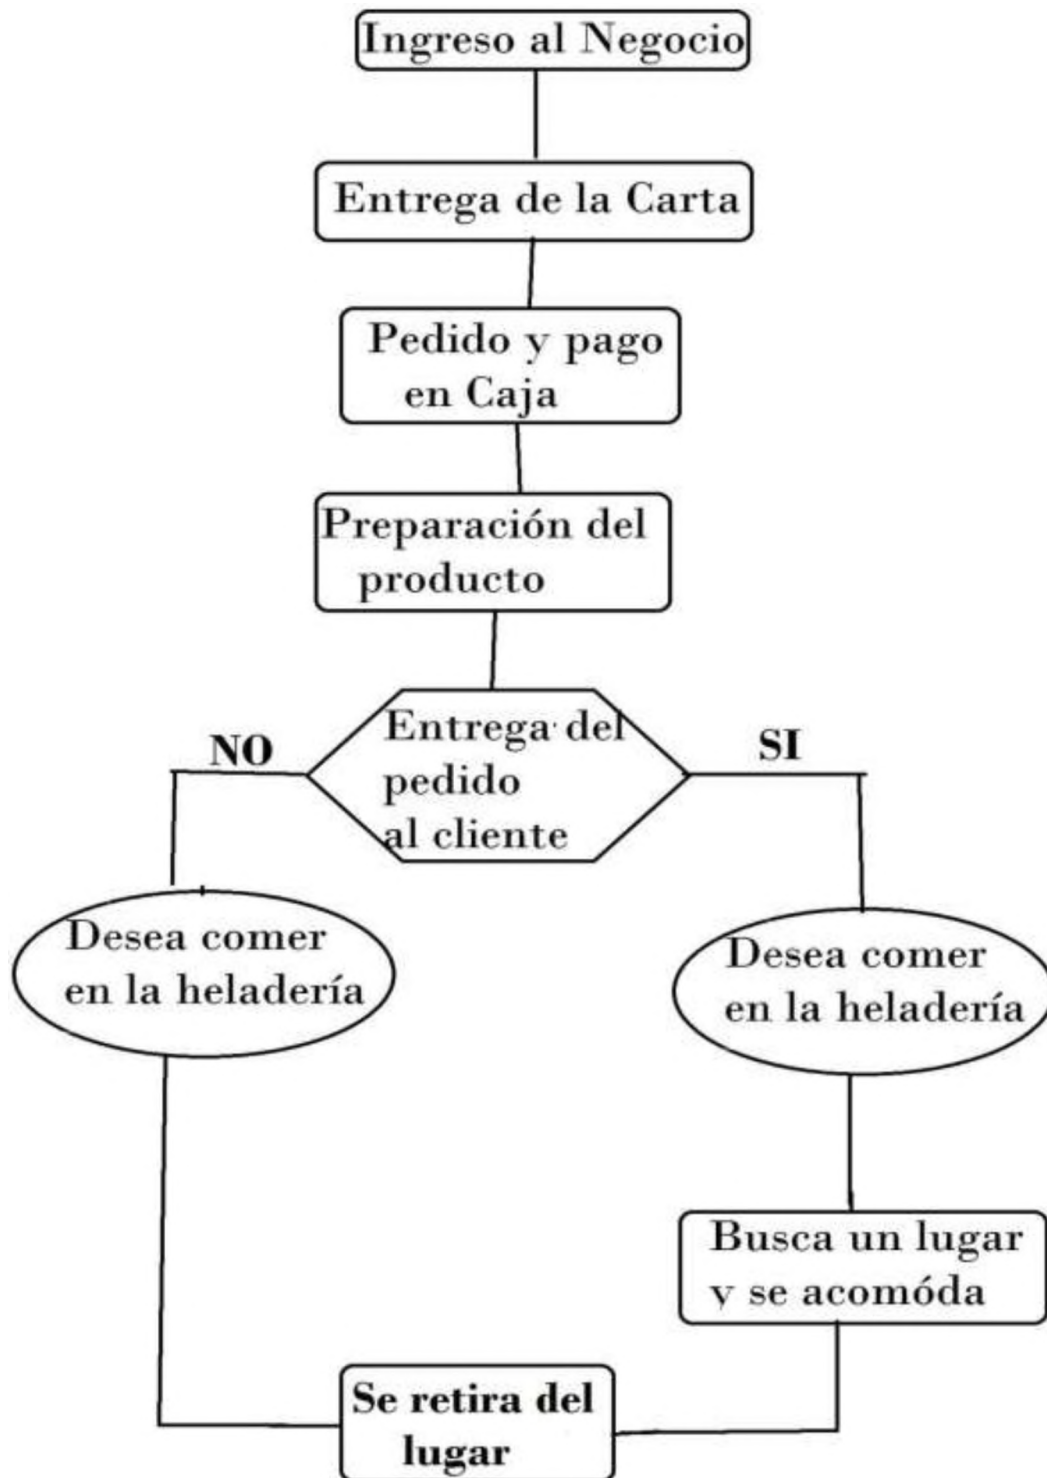 Ingreso al Negocio
Entrega de la Carta
Pedido y pago
en Caja
Preparación del
producto
Entrega del
pedido
al cliente
NO
SI
Desea comer
en la heladería
Desea comer
en la heladería
Busca un lugar
y se acomóda
Se retira del
lugar